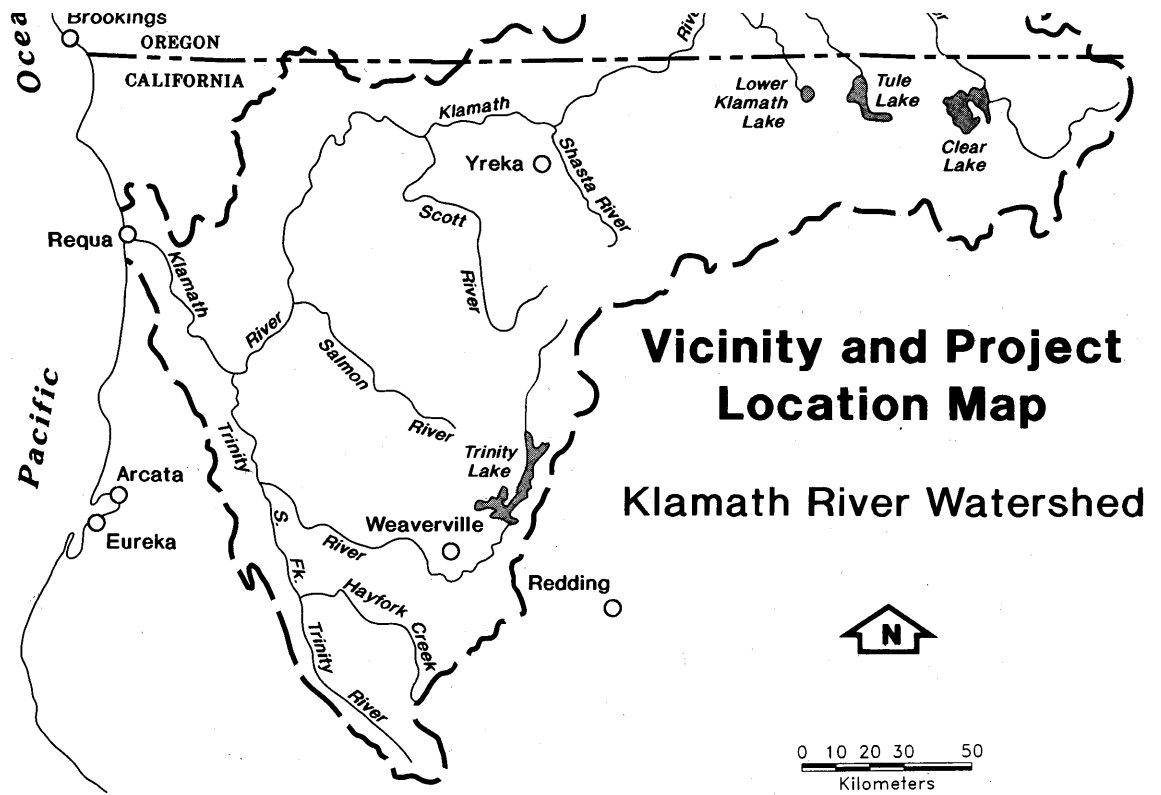 Ocea
Brookings
OREGON
CALIFORNIA
Riv
Lower
Klamath
Lake
Tule
Lake
Clear
Lake
Klamath
Yreka
Shasta River
Scott
River
Requa
Klamath
River
Salmon
River
Vicinity and Project
Location Map
Klamath River Watershed
Pacific
Trinity
Trinity
Lake
Arcata
Eureka
S.
Fk.
Trinity
River
River
Weaverville
Redding
Hayfork
Creek
N
0 10 20 30 50
Kilometers